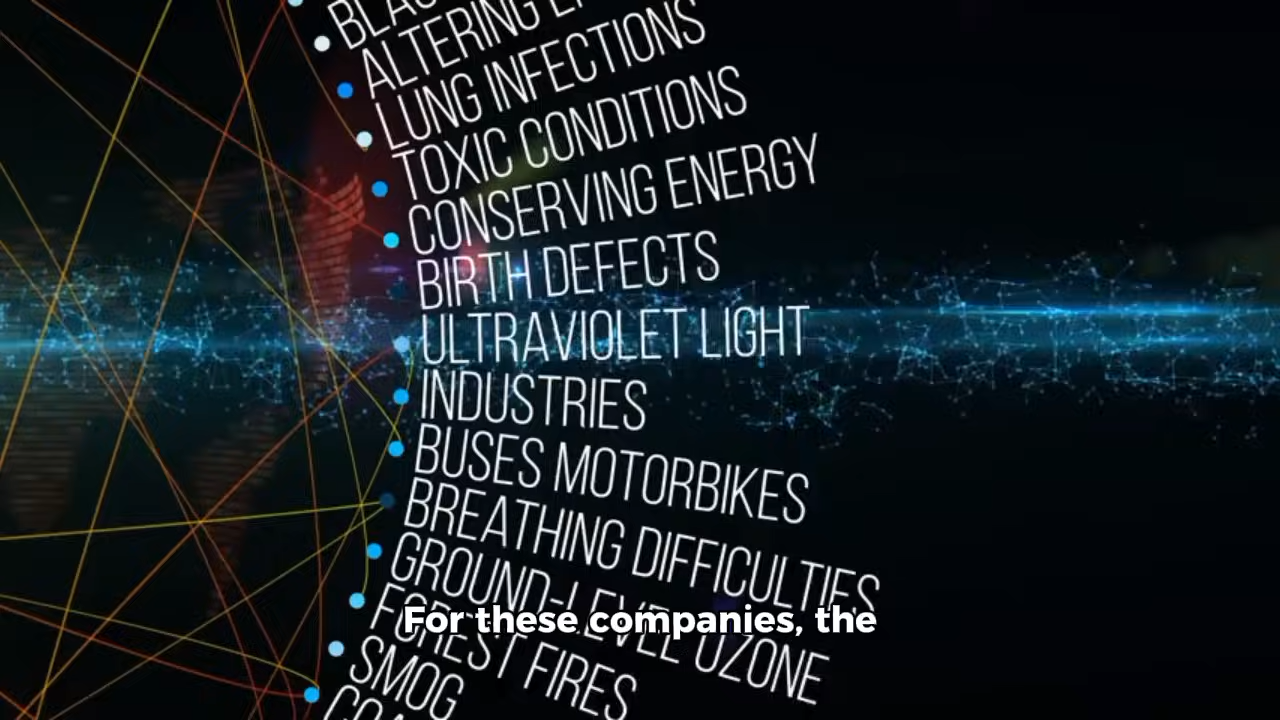 ALTERING
LUNG INFECTIONS
TOXIC CONDITIONS
CONSERVING ENERGY
BIRTH DEFECTS
ULTRAVIOLET LIGHT
INDUSTRIES
BUSES MOTORBIKES
BREATHING DIFFICULTIES
GROUND-LEVEL OZONE
FOREST FIRES
SMOG
For these companies, the